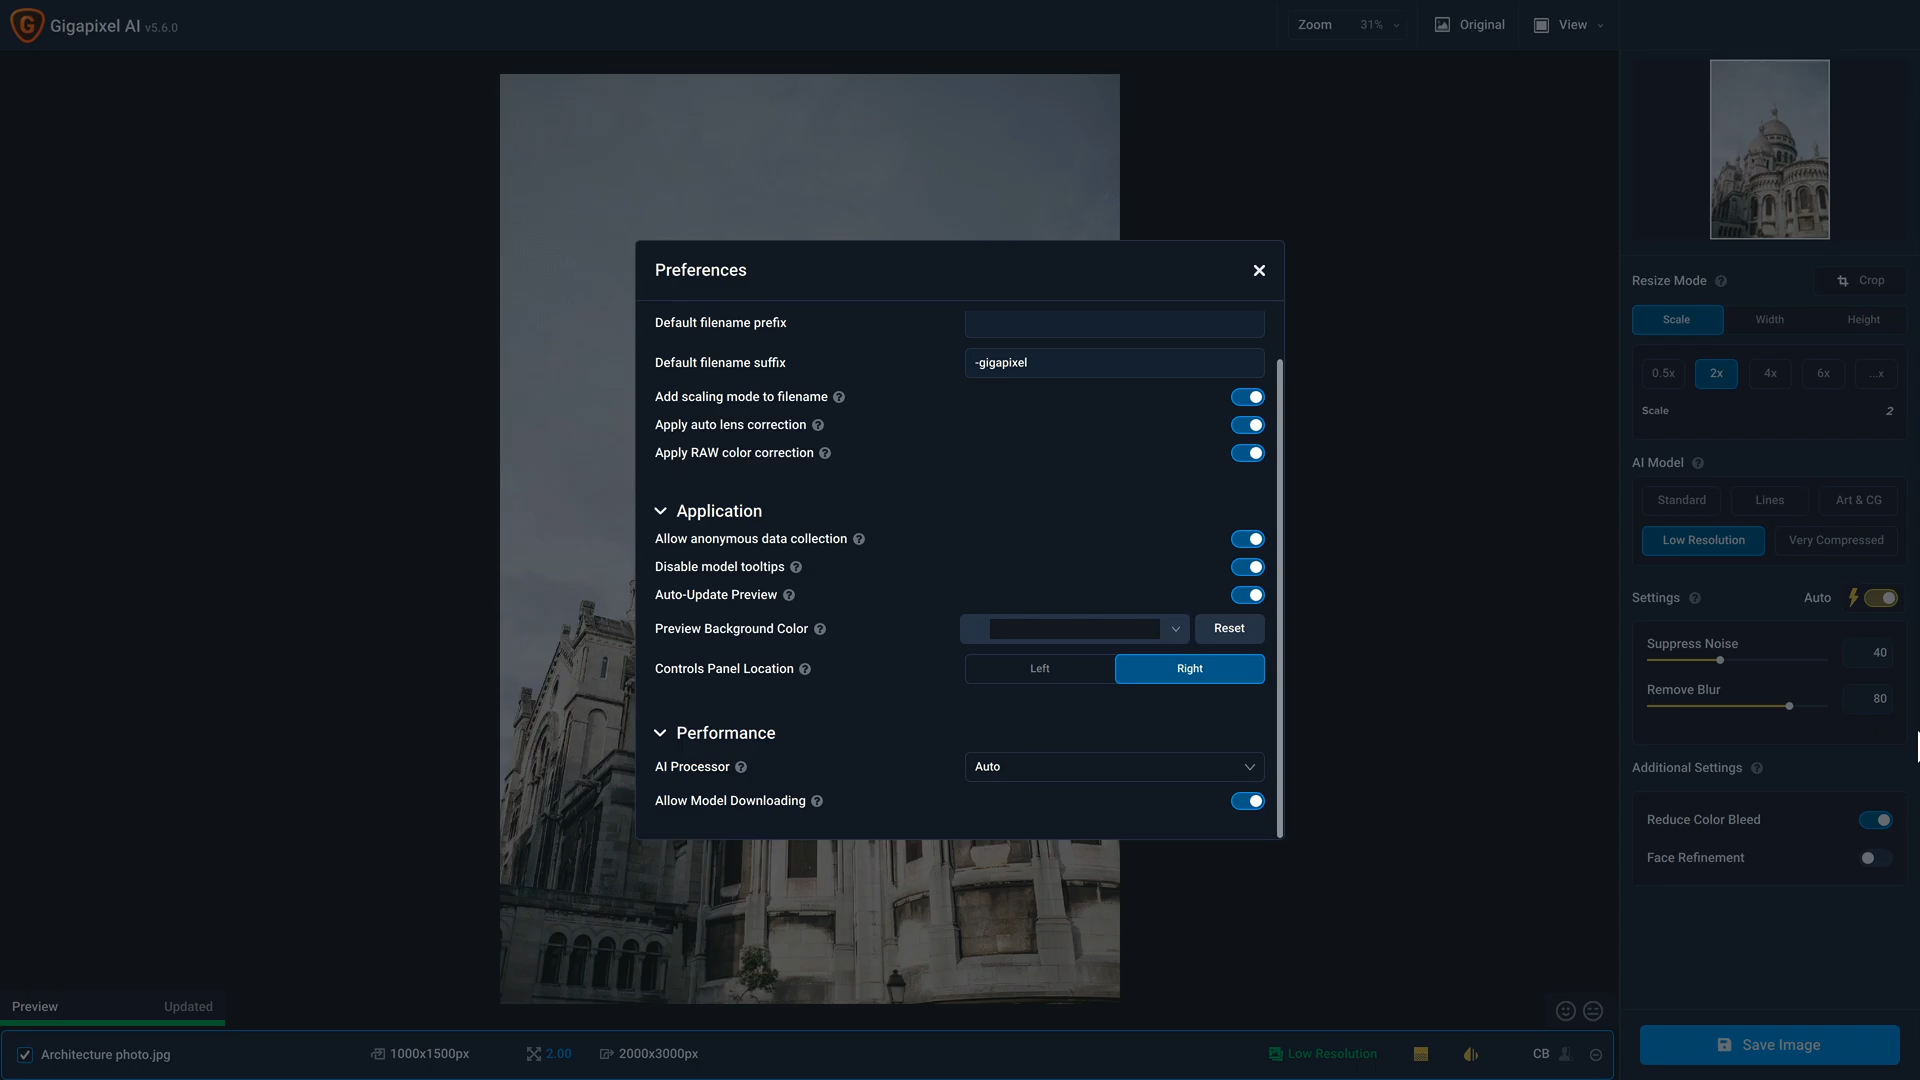 Gigapixel AI v5.6.0
Zoom 31%
Original
View
Preferences
Default filename prefix
Default filename suffix -gigapixel
Add scaling mode to filename
Apply auto lens correction
Apply RAW color correction
Application
Allow anonymous data collection
Disable model tooltips
Auto-Update Preview
Preview Background Color Reset
Controls Panel Location Left Right
Performance
AI Processor Auto
Allow Model Downloading
Resize Mode Crop
Scale Width Height
0.5x 2x 4x 6x ...x
Scale 2
AI Model
Standard Lines Art & CG
Low Resolution Very Compressed
Settings Auto
Suppress Noise 40
Remove Blur 80
Additional Settings
Reduce Color Bleed
Face Refinement
Preview Updated
Architecture photo.jpg 1000x1500px 2.00 2000x3000px Low Resolution CB
Save Image